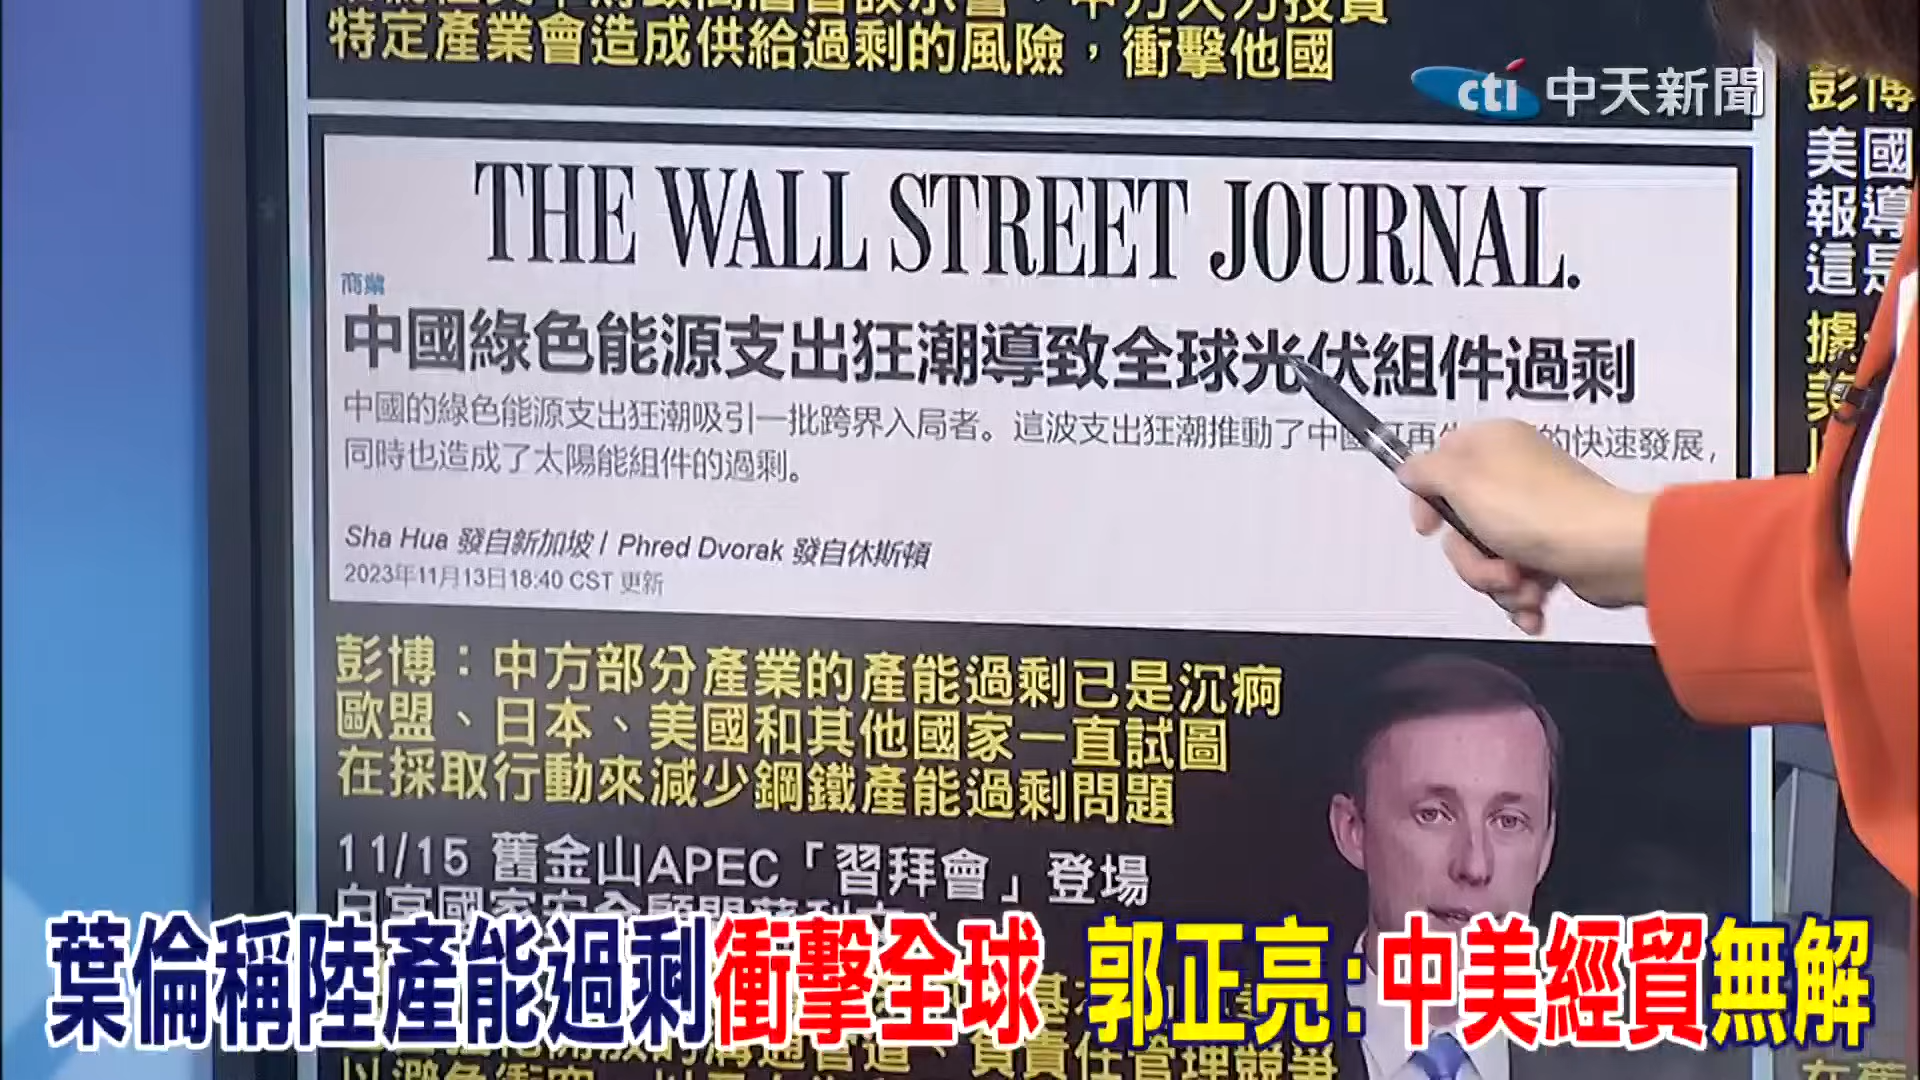 特定產業會造成供給過剩的風險，衝擊他國
cti 中天新聞
THE WALL STREET JOURNAL.
商業
中國綠色能源支出狂潮導致全球光伏組件過剩
中國的綠色能源支出狂潮吸引一批跨界入局者。這波支出狂潮推動了中國 的快速發展，
同時也造成了太陽能組件的過剩。
Sha Hua 發自新加坡 / Phred Dvorak 發自休斯頓
2023年11月13日18:40 CST 更新
彭博：中方部分產業的產能過剩已是沉痾
歐盟、日本、美國和其他國家一直試圖
在採取行動來減少鋼鐵產能過剩問題
11/15 舊金山APEC「習拜會」登場
彭博
美國
報導
這是
據
葉倫稱陸產能過剩衝擊全球 郭正亮:中美經貿無解